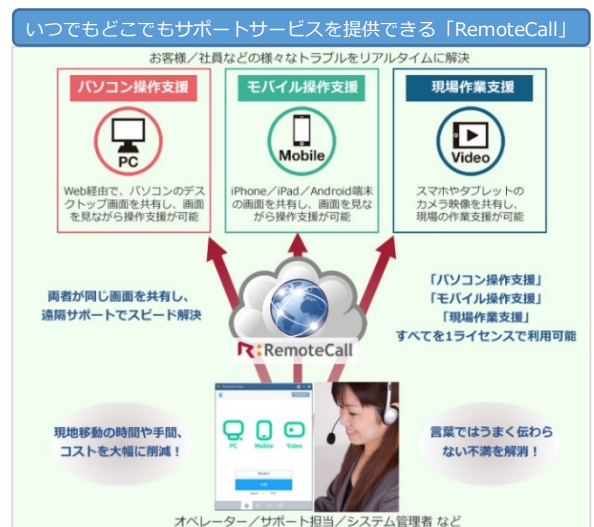 いつでもどこでもサポートサービスを提供できる「RemoteCall」
お客様／社員などの様々なトラブルをリアルタイムに解決
パソコン操作支援
PC
Web経由で、パソコンのデス
クトップ画面を共有し、画面
を見ながら操作支援が可能
モバイル操作支援
Mobile
iPhone／iPad／Android端末
の画面を共有し、画面を見な
がら操作支援が可能
現場作業支援
Video
スマホやタブレットの
カメラ映像を共有し、
現場の作業支援が可能
両者が同じ画面を共有し、
遠隔サポートでスピード解決
「パソコン操作支援」
「モバイル操作支援」
「現場作業支援」
すべてを1ライセンスで利用可能
R:RemoteCall
現地移動の時間や手間、
コストを大幅に削減！
PC Mobile Video
言葉ではうまく伝わら
ない不満を解消！
オペレーター／サポート担当／システム管理者 など